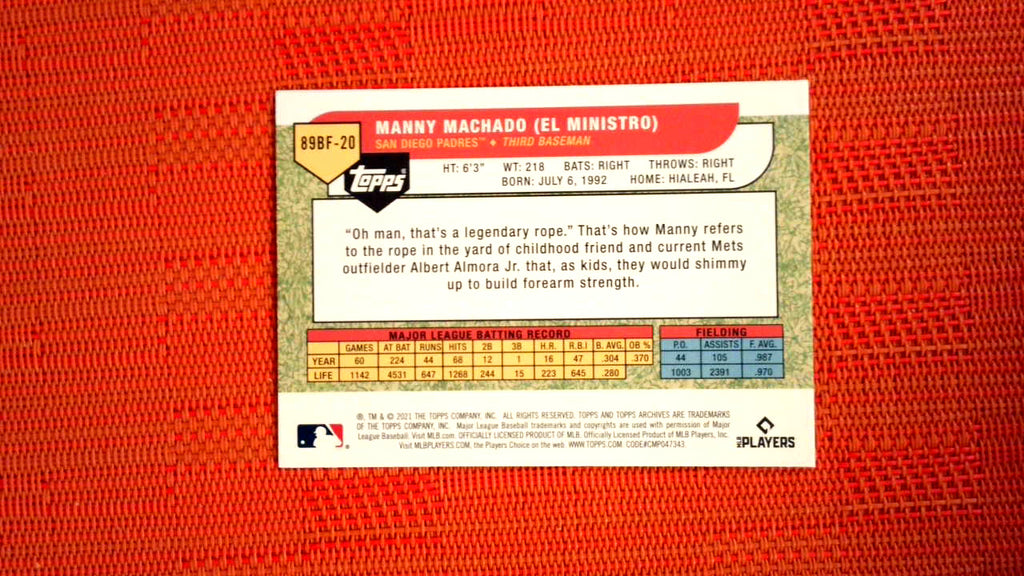 89BF-20
MANNY MACHADO (EL MINISTRO)
SAN DIEGO PADRES™ ♦ THIRD BASEMAN
topps®
HT: 6'3" WT: 218 BATS: RIGHT THROWS: RIGHT
BORN: JULY 6, 1992 HOME: HIALEAH, FL
“Oh man, that's a legendary rope.” That's how Manny refers
to the rope in the yard of childhood friend and current Mets
outfielder Albert Almora Jr. that, as kids, they would shimmy
up to build forearm strength.
MAJOR LEAGUE BATTING RECORD
GAMES AT BAT RUNS HITS 2B 3B H.R. R.B.I B. AVG. OB %
YEAR 60 224 44 68 12 1 16 47 .304 .370
LIFE 1142 4531 647 1268 244 15 223 645 .280
FIELDING
P.O. ASSISTS F. AVG.
44 105 .987
1003 2391 .970
®, TM & © 2021 THE TOPPS COMPANY, INC. ALL RIGHTS RESERVED. TOPPS AND TOPPS ARCHIVES ARE TRADEMARKS
OF THE TOPPS COMPANY, INC. Major League Baseball trademarks and copyrights are used with permission of Major
League Baseball. Visit MLB.com. OFFICIALLY LICENSED PRODUCT OF MLB. Officially Licensed Product of MLB Players, Inc.
Visit MLBPLAYERS.COM, the Players Choice on the web. WWW.TOPPS.COM CODE#CMP047343
MLB PLAYERS